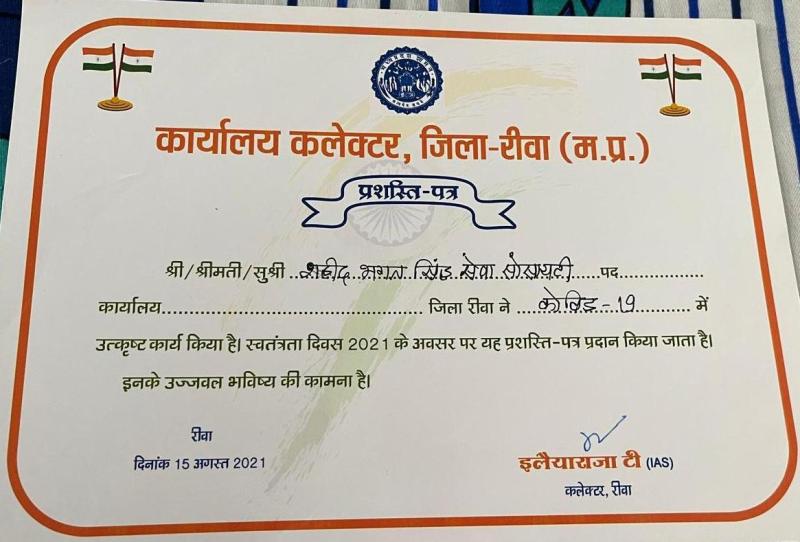 कार्यालय कलेक्टर, जिला-रीवा (म.प्र.)
प्रशस्ति-पत्र
श्री/श्रीमती/सुश्री ...शहीद भगत सिंह सेवा सोसायटी.....पद.................
कार्यालय..................................................... जिला रीवा ने ....कोविड-19........... में
उत्कृष्ट कार्य किया है। स्वतंत्रता दिवस 2021 के अवसर पर यह प्रशस्ति-पत्र प्रदान किया जाता है।
इनके उज्जवल भविष्य की कामना है।
रीवा
दिनांक 15 अगस्त 2021
इलैयाराजा टी (IAS)
कलेक्टर, रीवा